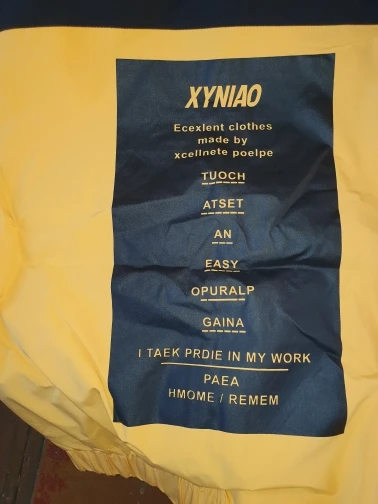 XYNIAO
Ecexlent clothes
made by
xcellnete poelpe
TUOCH
ATSET
AN
EASY
OPURALP
GAINA
I TAEK PRDIE IN MY WORK
PAEA
HMOME / REMEM